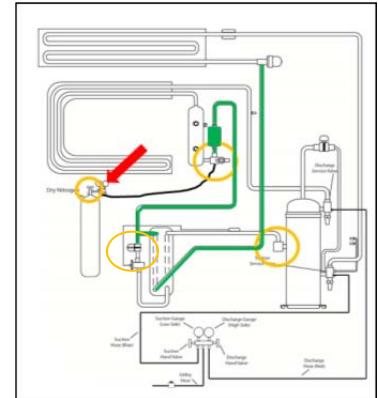 Dry Nitrogen
Discharge
Service Valve
Suction
Service Valve
Suction Gauge
(Low Side)
Discharge Gauge
(High Side)
Suction
Hose (Blue)
Suction
Hand Valve
Discharge
Hand Valve
Discharge
Hose (Red)
Utility
Hose